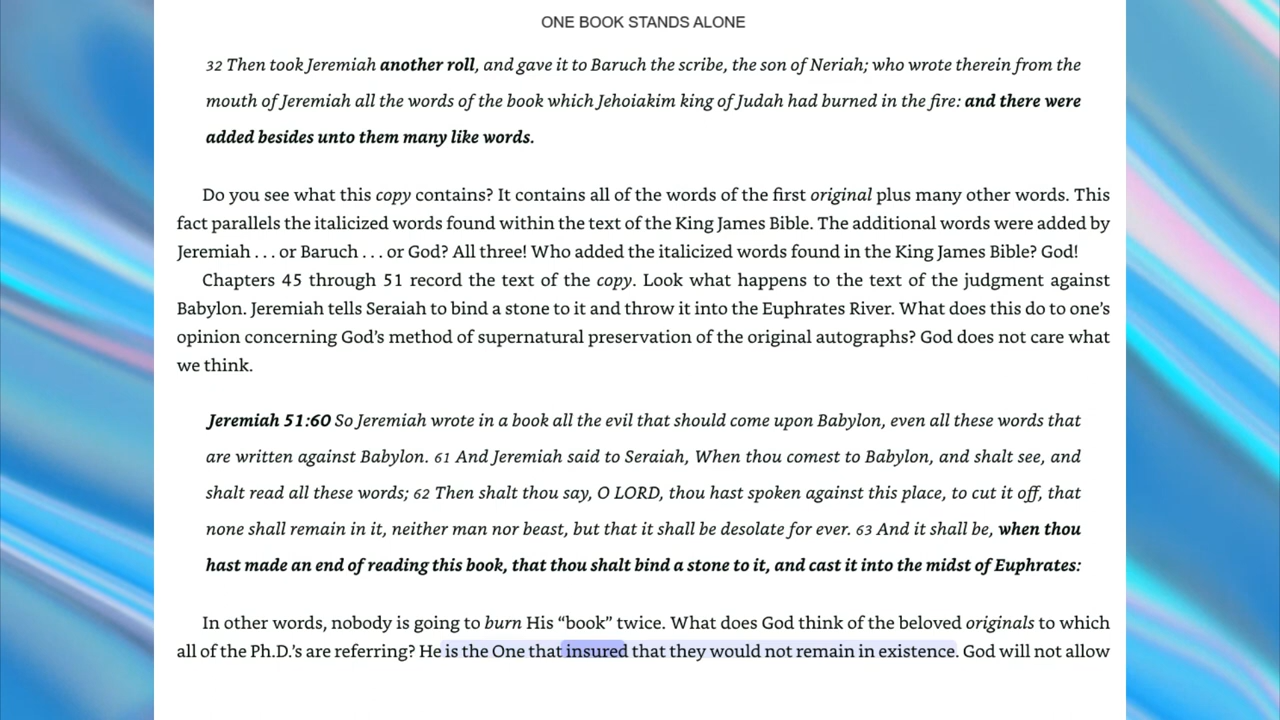 ONE BOOK STANDS ALONE
32 Then took Jeremiah another roll, and gave it to Baruch the scribe, the son of Neriah; who wrote therein from the
mouth of Jeremiah all the words of the book which Jehoiakim king of Judah had burned in the fire: and there were
added besides unto them many like words.
Do you see what this copy contains? It contains all of the words of the first original plus many other words. This
fact parallels the italicized words found within the text of the King James Bible. The additional words were added by
Jeremiah . . . or Baruch . . . or God? All three! Who added the italicized words found in the King James Bible? God!
Chapters 45 through 51 record the text of the copy. Look what happens to the text of the judgment against
Babylon. Jeremiah tells Seraiah to bind a stone to it and throw it into the Euphrates River. What does this do to one’s
opinion concerning God’s method of supernatural preservation of the original autographs? God does not care what
we think.
Jeremiah 51:60 So Jeremiah wrote in a book all the evil that should come upon Babylon, even all these words that
are written against Babylon. 61 And Jeremiah said to Seraiah, When thou comest to Babylon, and shalt see, and
shalt read all these words; 62 Then shalt thou say, O LORD, thou hast spoken against this place, to cut it off, that
none shall remain in it, neither man nor beast, but that it shall be desolate for ever. 63 And it shall be, when thou
hast made an end of reading this book, that thou shalt bind a stone to it, and cast it into the midst of Euphrates:
In other words, nobody is going to burn His “book” twice. What does God think of the beloved originals to which
all of the Ph.D.’s are referring? He is the One that insured that they would not remain in existence. God will not allow